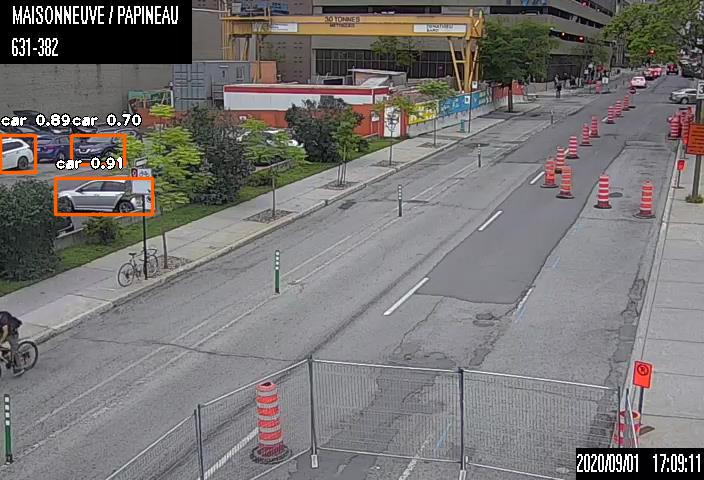 MAISONNEUVE / PAPINEAU
631-382
30 TONNES
car 0.89
car 0.70
car 0.91
2020/09/01 17:09:11